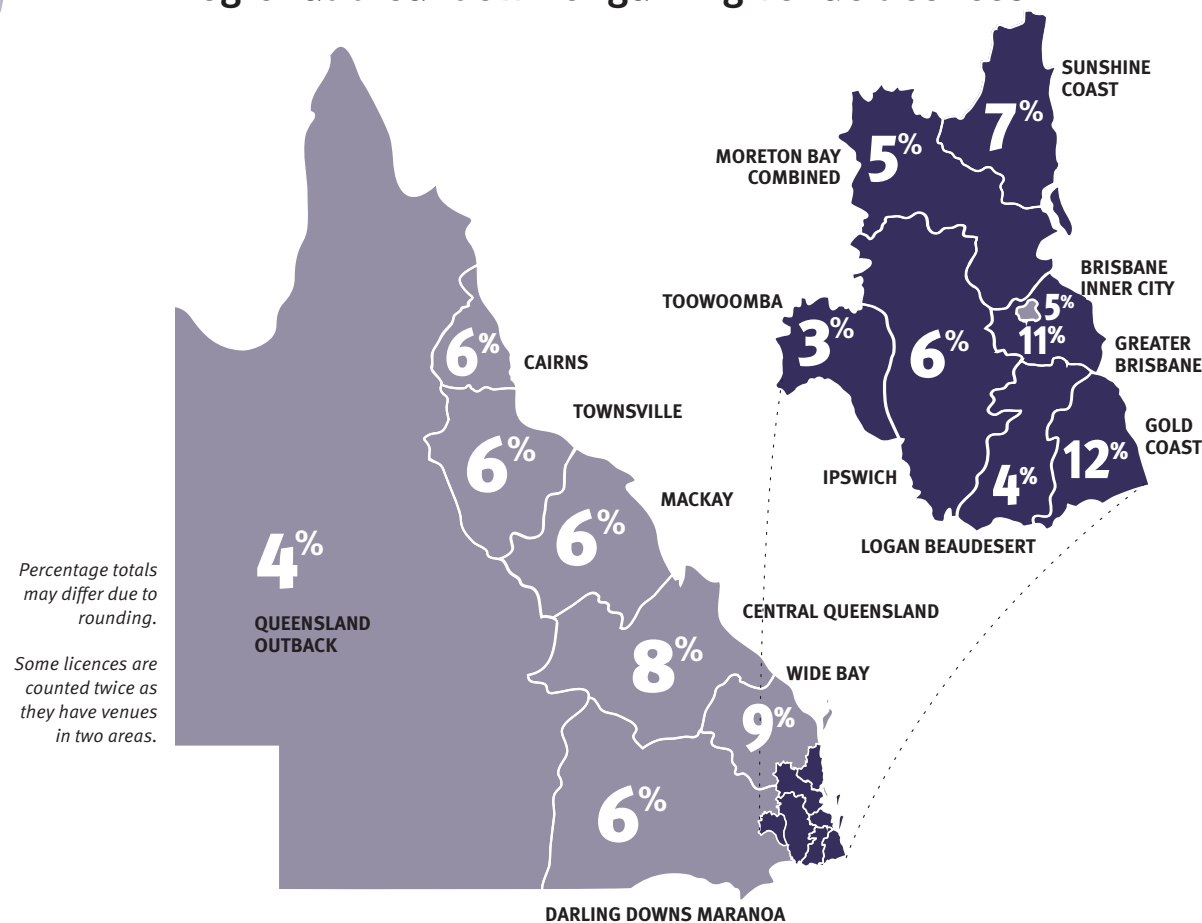 SUNSHINE
COAST
7%
5%
MORETON BAY
COMBINED
BRISBANE
INNER CITY
5%
TOOWOOMBA
3%
6%
11%
GREATER
BRISBANE
6%
CAIRNS
TOWNSVILLE
GOLD
COAST
12%
IPSWICH
4%
6%
MACKAY
6%
LOGAN BEAUDESERT
4%
QUEENSLAND
OUTBACK
Percentage totals
may differ due to
rounding.
Some licences are
counted twice as
they have venues
in two areas.
CENTRAL QUEENSLAND
8%
WIDE BAY
9%
6%
DARLING DOWNS MARANOA